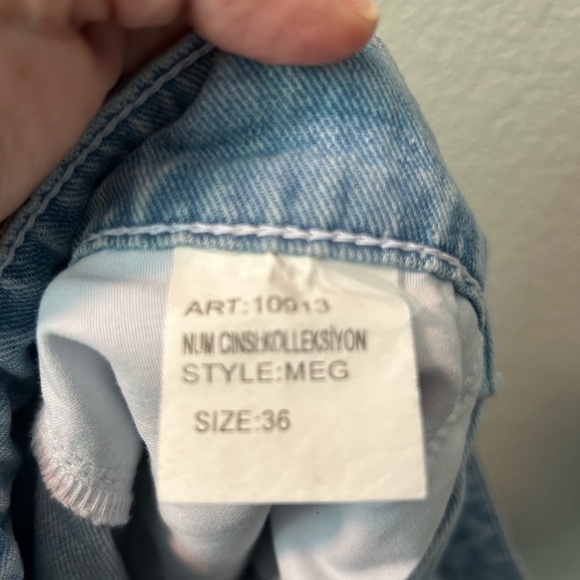 ART:10913
NUM CINSI:KOLLEKSİYON
STYLE:MEG
SIZE:36